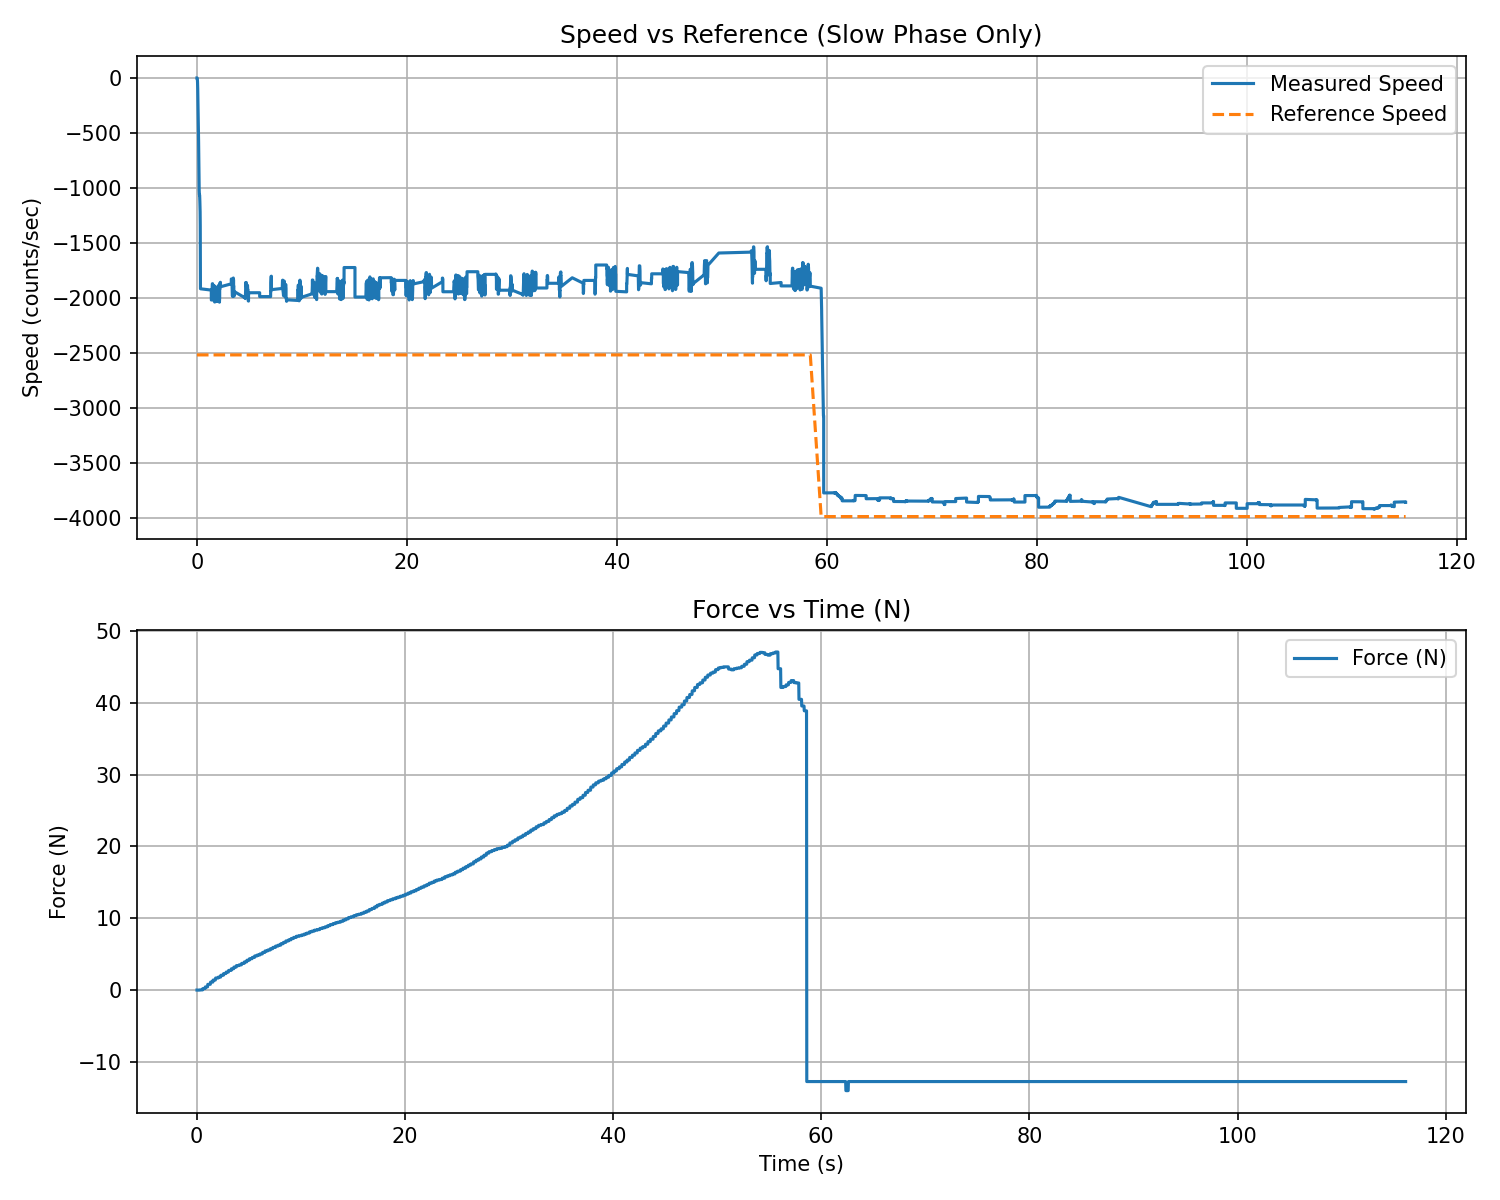 Speed vs Reference (Slow Phase Only)
Speed (counts/sec)
0
−500
−1000
−1500
−2000
−2500
−3000
−3500
−4000
Measured Speed
Reference Speed
0 20 40 60 80 100 120
Force vs Time (N)
Force (N)
50
40
30
20
10
0
−10
Force (N)
0 20 40 60 80 100 120
Time (s)